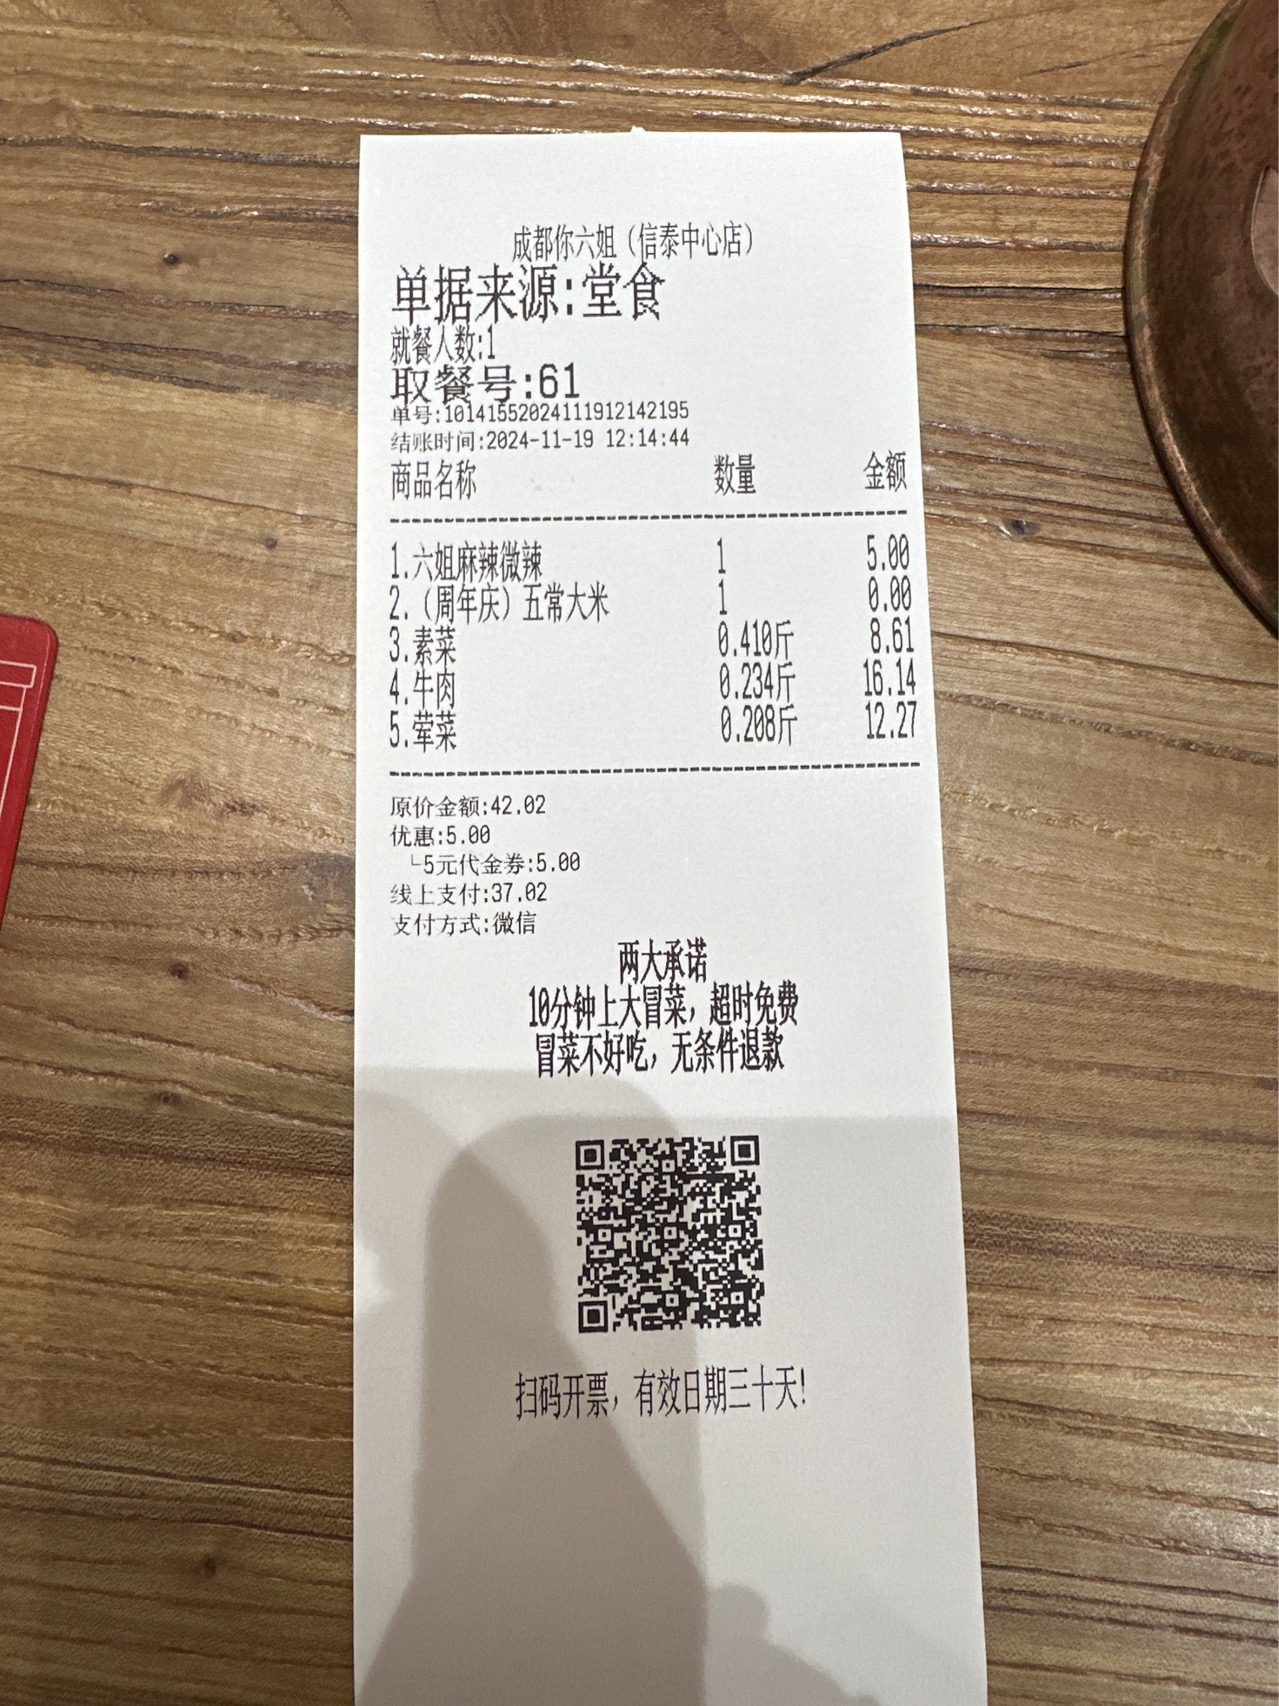 成都你六姐（信泰中心店）
单据来源:堂食
就餐人数:1
取餐号:61
单号:10141552024111912142195
结账时间:2024-11-19 12:14:44
商品名称 数量 金额
1.六姐麻辣微辣 1 5.00
2.（周年庆）五常大米 1 0.00
3.素菜 0.410斤 8.61
4.牛肉 0.234斤 16.14
5.荤菜 0.208斤 12.27
原价金额:42.02
优惠:5.00
└5元代金券:5.00
线上支付:37.02
支付方式:微信
两大承诺
10分钟上大冒菜，超时免费
冒菜不好吃，无条件退款
扫码开票，有效日期三十天!